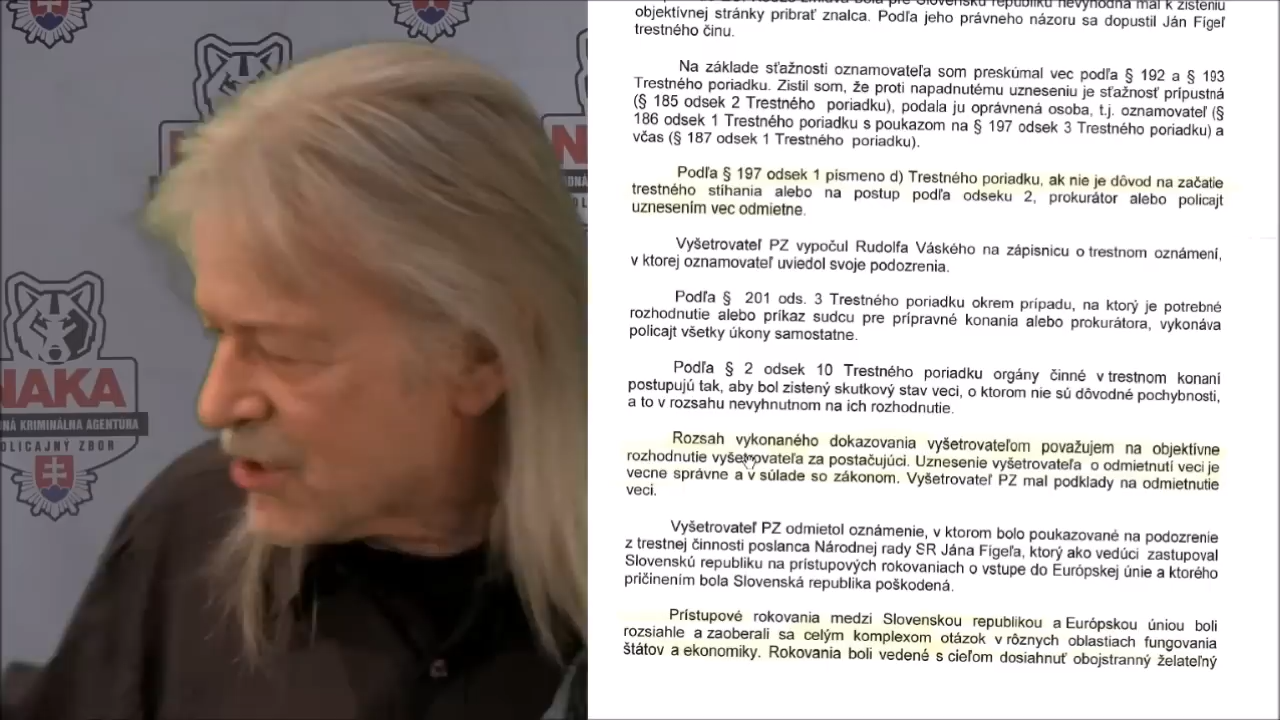 NAKA
NÁ KRIMINÁLNA AGENTÚRA
POLICAJNÝ ZBOR
objektívnej stránky pribrať znalca. Podľa jeho právneho názoru sa dopustil Ján Fígeľ
trestného činu.
Na základe sťažnosti oznamovateľa som preskúmal vec podľa § 192 a § 193
Trestného poriadku. Zistil som, že proti napadnutému uzneseniu je sťažnosť prípustná
(§ 185 odsek 2 Trestného poriadku), podala ju oprávnená osoba, t.j. oznamovateľ (§
186 odsek 1 Trestného poriadku s poukazom na § 197 odsek 3 Trestného poriadku) a
včas (§ 187 odsek 1 Trestného poriadku).
Podľa § 197 odsek 1 písmeno d) Trestného poriadku, ak nie je dôvod na začatie
trestného stíhania alebo na postup podľa odseku 2, prokurátor alebo policajt
uznesením vec odmietne.
Vyšetrovateľ PZ vypočul Rudolfa Váského na zápisnicu o trestnom oznámení,
v ktorej oznamovateľ uviedol svoje podozrenia.
Podľa § 201 ods. 3 Trestného poriadku okrem prípadu, na ktorý je potrebné
rozhodnutie alebo príkaz sudcu pre prípravné konania alebo prokurátora, vykonáva
policajt všetky úkony samostatne.
Podľa § 2 odsek 10 Trestného poriadku orgány činné v trestnom konaní
postupujú tak, aby bol zistený skutkový stav veci, o ktorom nie sú dôvodné pochybnosti,
a to v rozsahu nevyhnutnom na ich rozhodnutie.
Rozsah vykonaného dokazovania vyšetrovateľom považujem na objektívne
rozhodnutie vyšetrovateľa za postačujúci. Uznesenie vyšetrovateľa o odmietnutí veci je
vecne správne a v súlade so zákonom. Vyšetrovateľ PZ mal podklady na odmietnutie
veci.
Vyšetrovateľ PZ odmietol oznámenie, v ktorom bolo poukazované na podozrenie
z trestnej činnosti poslanca Národnej rady SR Jána Fígeľa, ktorý ako vedúci zastupoval
Slovenskú republiku na prístupových rokovaniach o vstupe do Európskej únie a ktorého
pričinením bola Slovenská republika poškodená.
Prístupové rokovania medzi Slovenskou republikou a Európskou úniou boli
rozsiahle a zaoberali sa celým komplexom otázok v rôznych oblastiach fungovania
štátov a ekonomiky. Rokovania boli vedené s cieľom dosiahnuť obojstranný želateľný